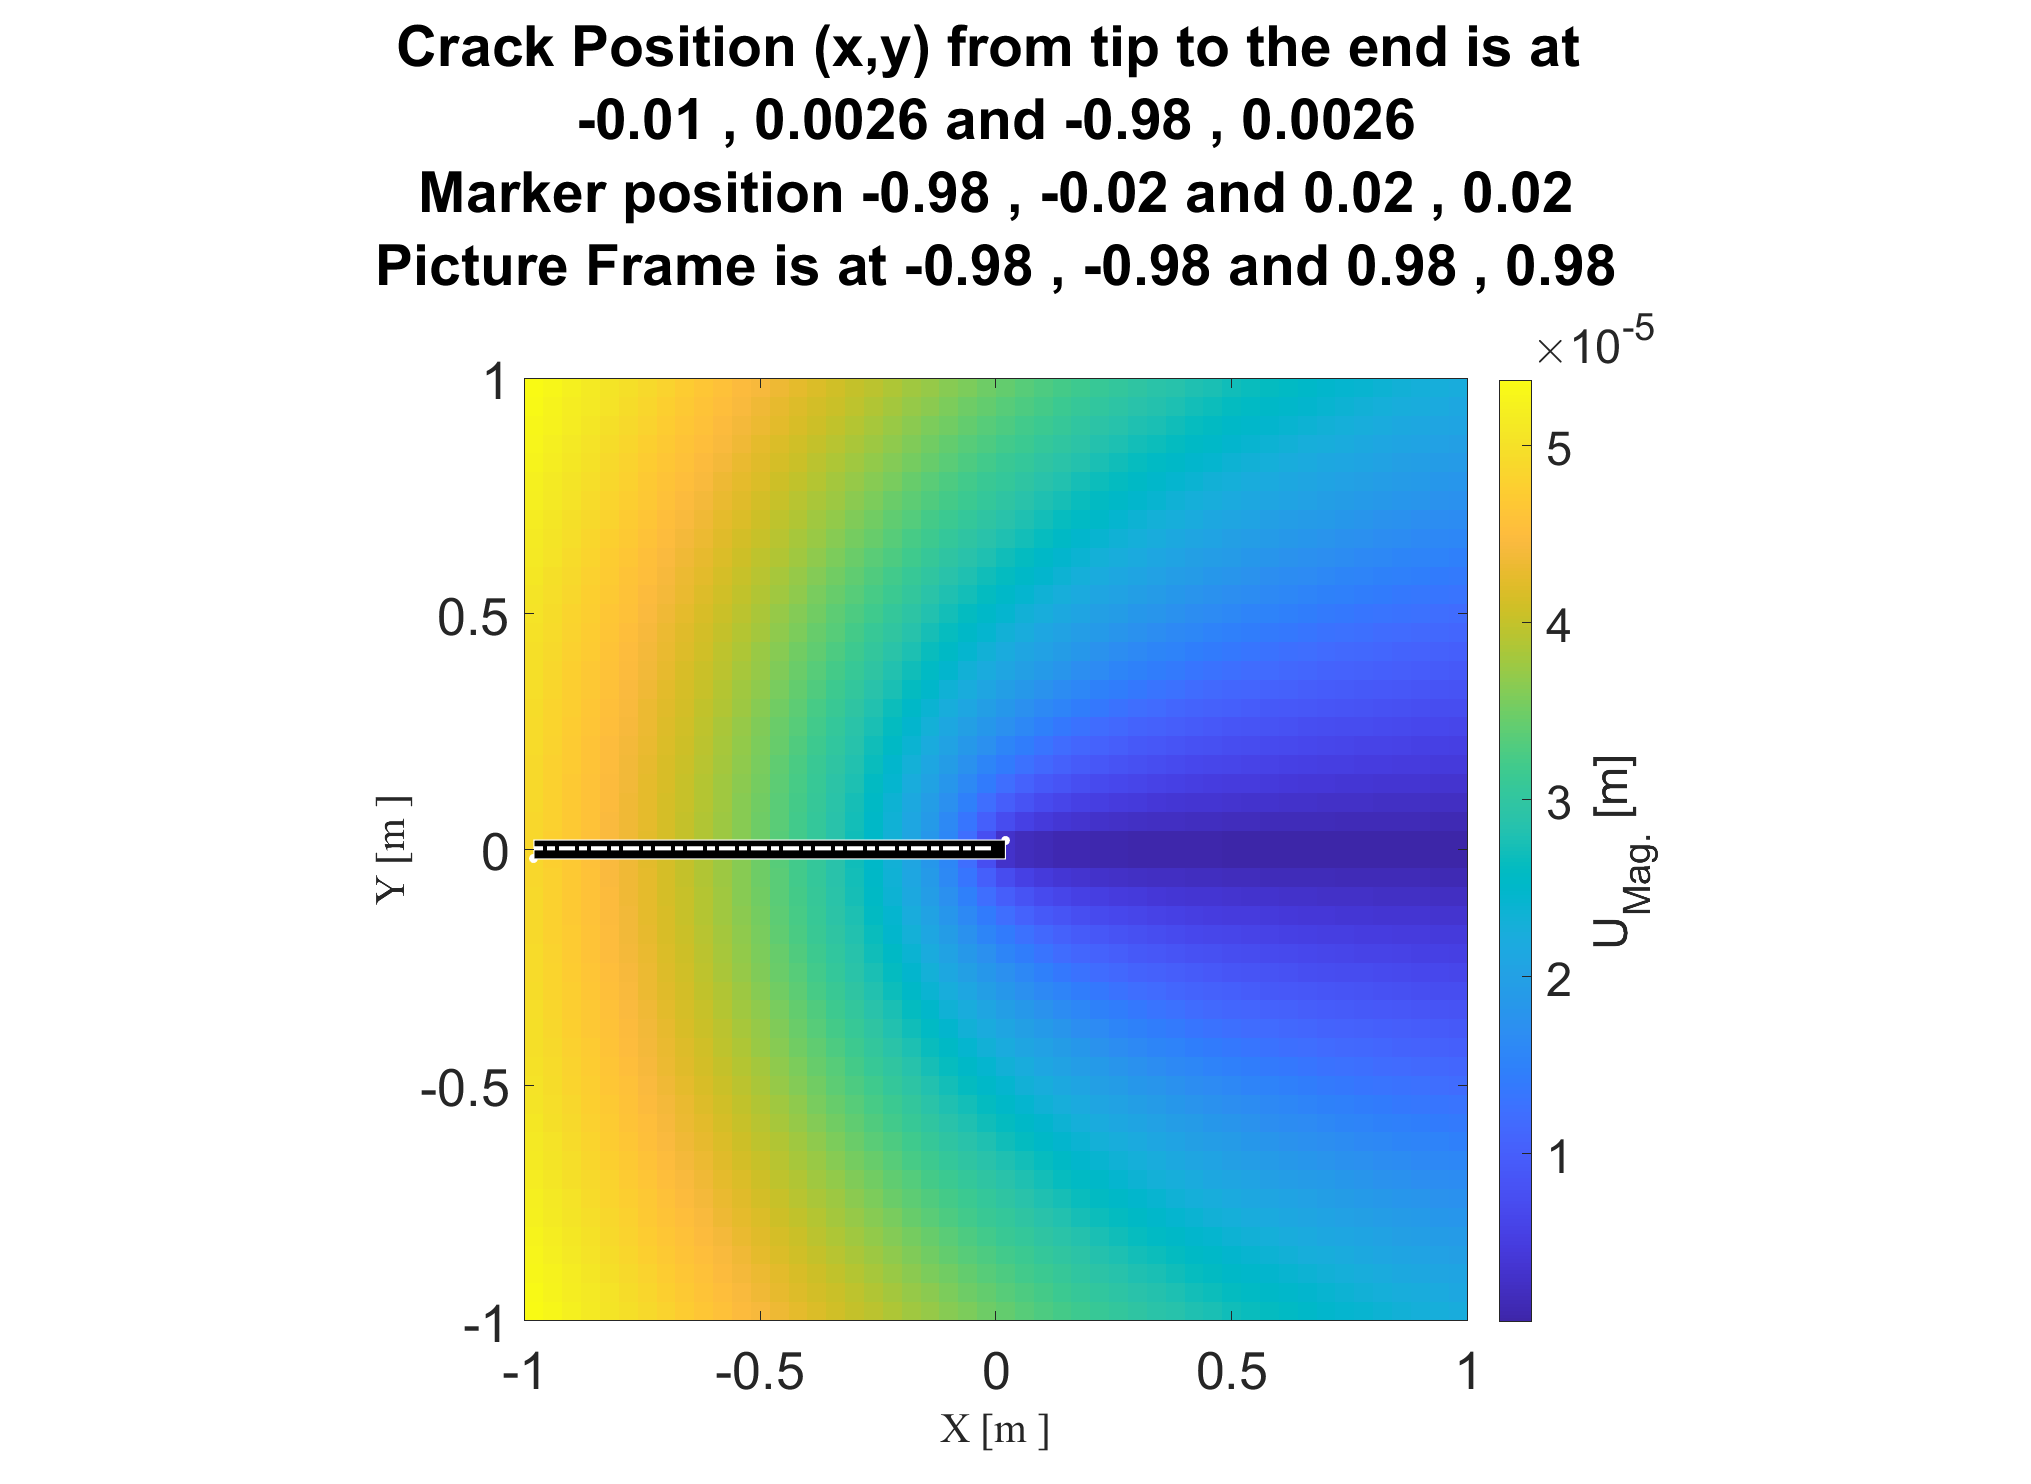 Crack Position (x,y) from tip to the end is at
-0.01 , 0.0026 and -0.98 , 0.0026
Marker position -0.98 , -0.02 and 0.02 , 0.02
Picture Frame is at -0.98 , -0.98 and 0.98 , 0.98
×10-5
1
0.5
0
-0.5
-1
Y [m ]
-1
-0.5
0
0.5
1
X [m ]
5
4
3
2
1
UMag. [m]